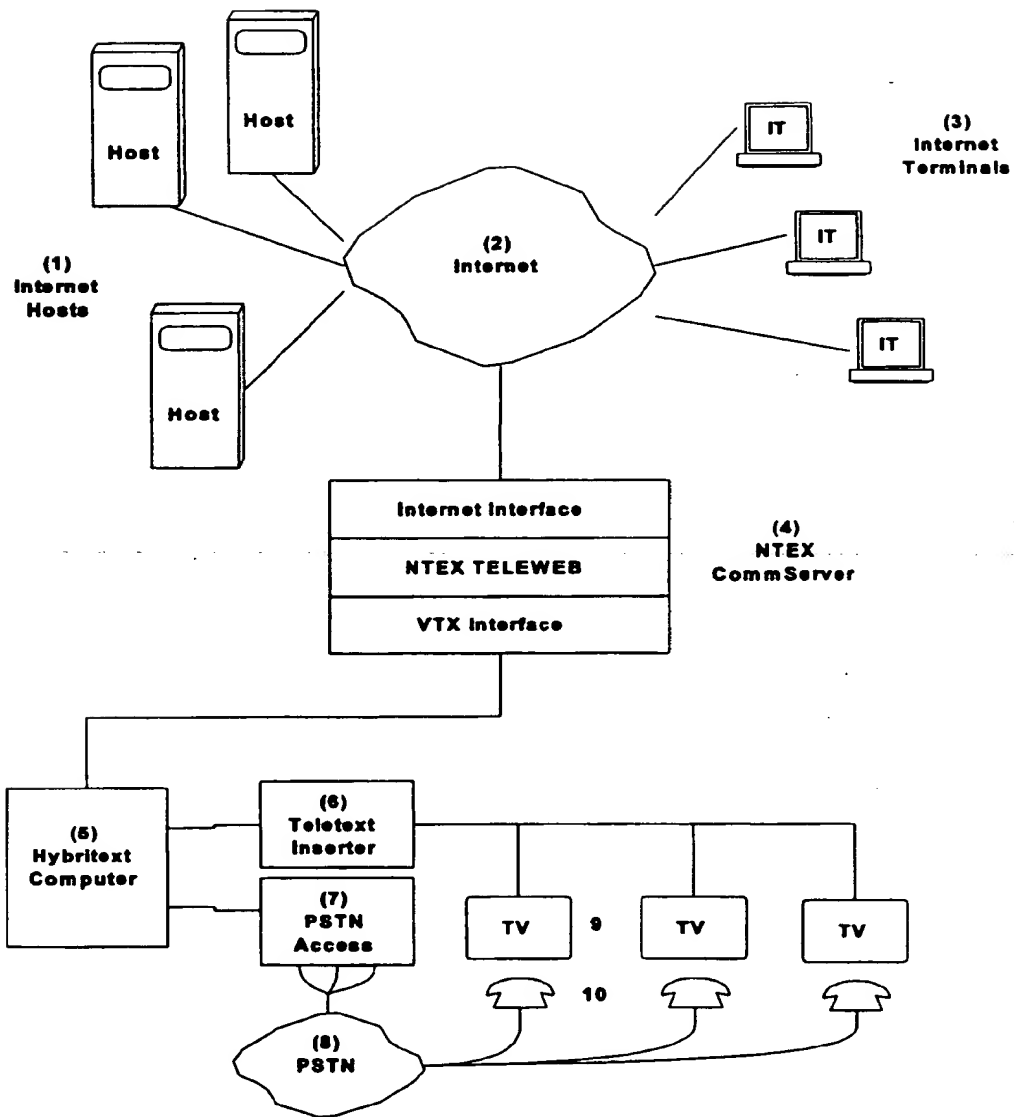 Host
Host
IT
(3)
Internet
Terminals
(2)
Internet
IT
(1)
Internet
Hosts
IT
Host
Internet Interface
NTEX TELEWEB
VTX Interface
(4)
NTEX
CommServer
(5)
Hybritext
Computer
(6)
Teletext
Inserter
(7)
PSTN
Access
TV
9
TV
TV
10
(8)
PSTN